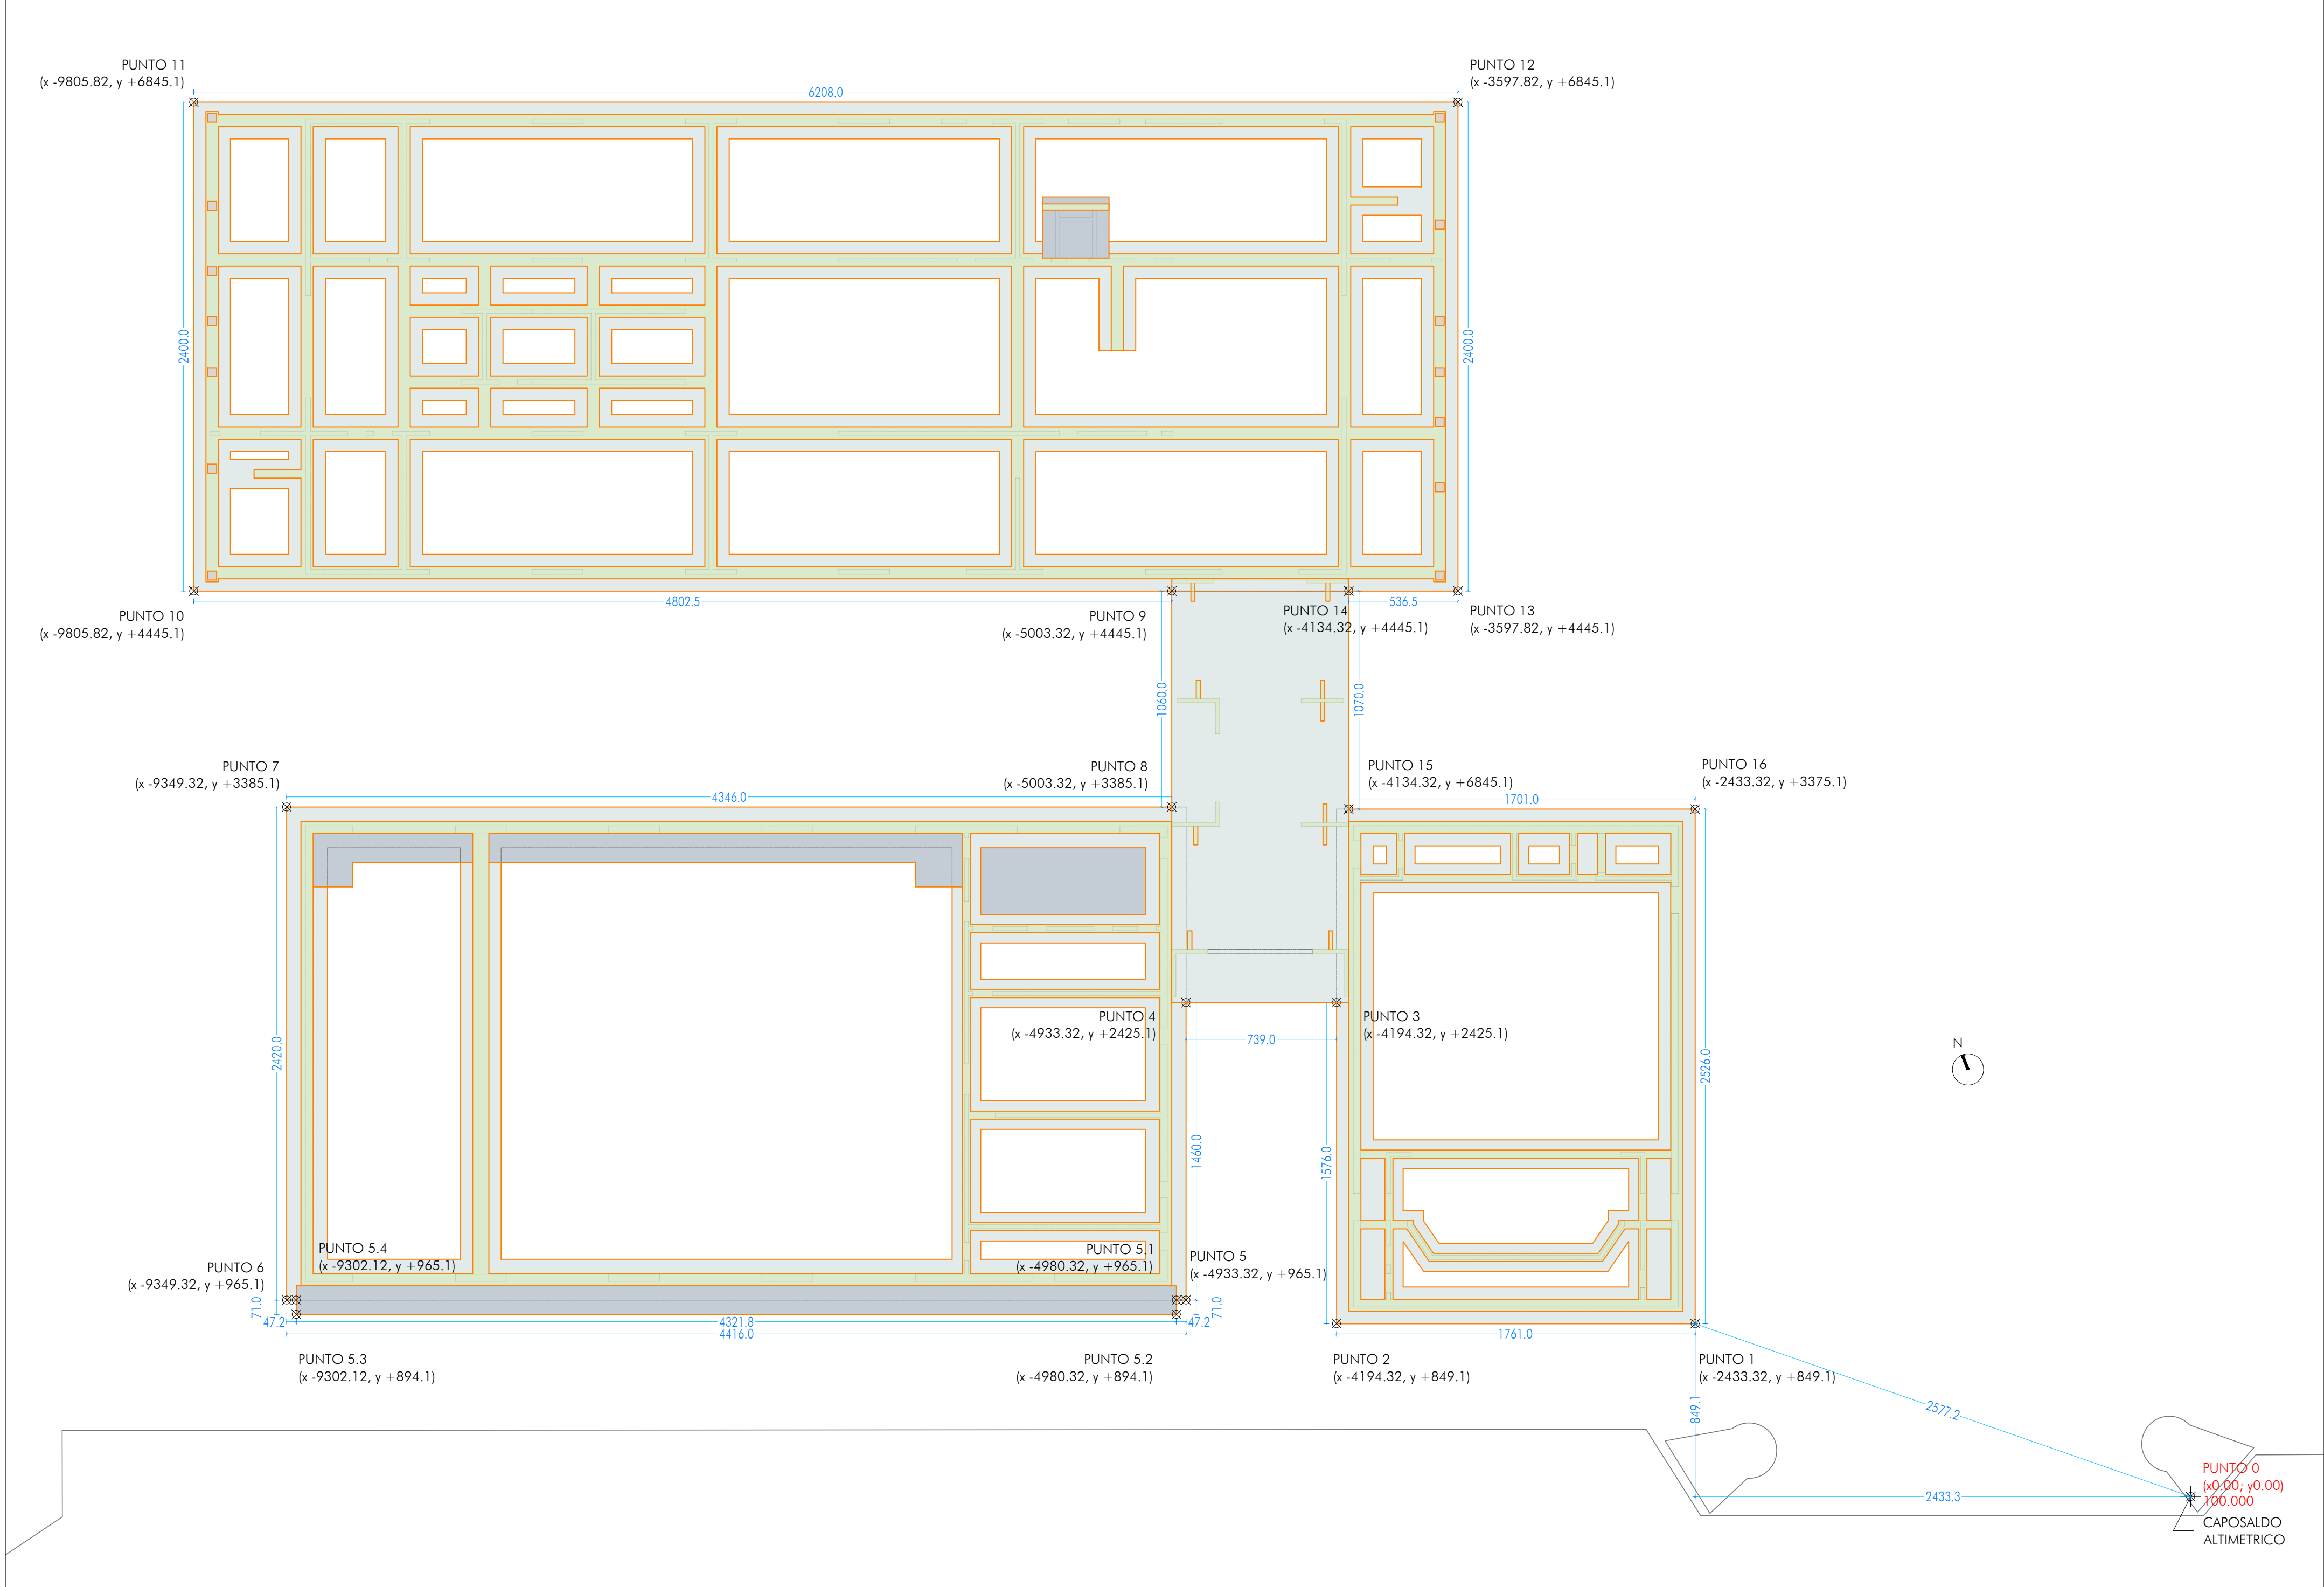 PUNTO 11
(x -9805.82, y +6845.1)
PUNTO 12
(x -3597.82, y +6845.1)
6208.0
2400.0
2400.0
4802.5
536.5
PUNTO 10
(x -9805.82, y +4445.1)
PUNTO 9
(x -5003.32, y +4445.1)
PUNTO 14
(x -4134.32, y +4445.1)
PUNTO 13
(x -3597.82, y +4445.1)
1060.0
1070.0
PUNTO 7
(x -9349.32, y +3385.1)
PUNTO 8
(x -5003.32, y +3385.1)
PUNTO 15
(x -4134.32, y +6845.1)
PUNTO 16
(x -2433.32, y +3375.1)
4346.0
1701.0
PUNTO 4
(x -4933.32, y +2425.1)
PUNTO 3
(x -4194.32, y +2425.1)
739.0
N
2420.0
2526.0
1460.0
1576.0
PUNTO 5.4
(x -9302.12, y +965.1)
PUNTO 5.1
(x -4980.32, y +965.1)
PUNTO 5
(x -4933.32, y +965.1)
PUNTO 6
(x -9349.32, y +965.1)
71.0
71.0
47.2
4321.8
47.2
4416.0
1761.0
PUNTO 5.3
(x -9302.12, y +894.1)
PUNTO 5.2
(x -4980.32, y +894.1)
PUNTO 2
(x -4194.32, y +849.1)
PUNTO 1
(x -2433.32, y +849.1)
849.1
2577.2
2433.3
PUNTO 0
(x0.00; y0.00)
100.000
CAPOSALDO
ALTIMETRICO